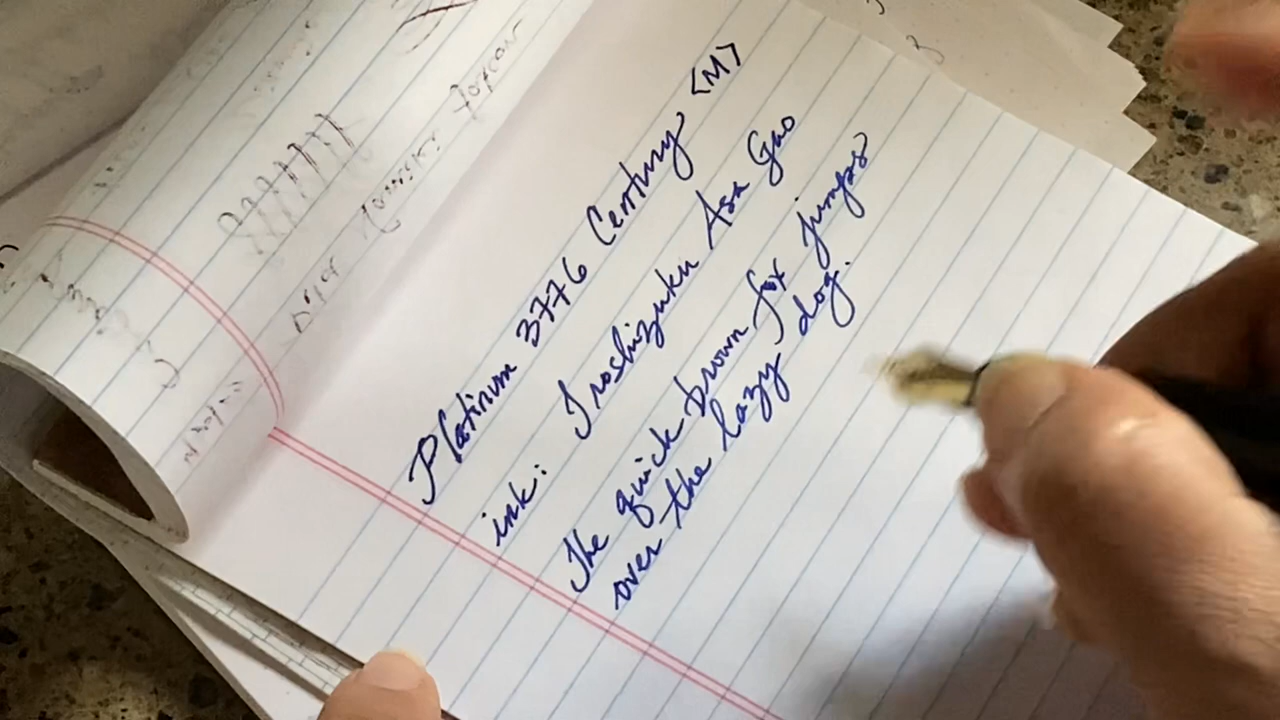 Platinum 3776 Century <M>
ink: Iroshizuku Asa Gao
The quick brown fox jumps
over the lazy dog.